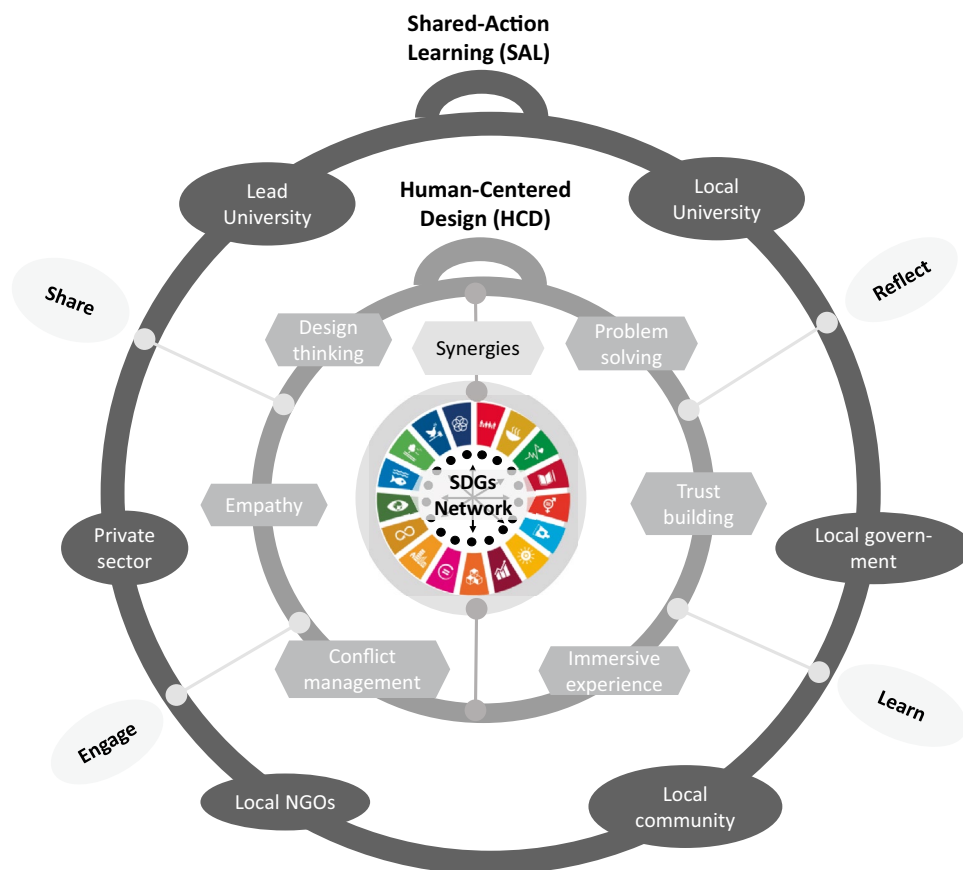 Shared-Action
Learning (SAL)
Lead
University
Local
University
Human-Centered
Design (HCD)
Share
Reflect
Design
thinking
Synergies
Problem
solving
SDGs
Network
Empathy
Trust
building
Private
sector
Local govern-
ment
Conflict
management
Immersive
experience
Engage
Learn
Local NGOs
Local
community